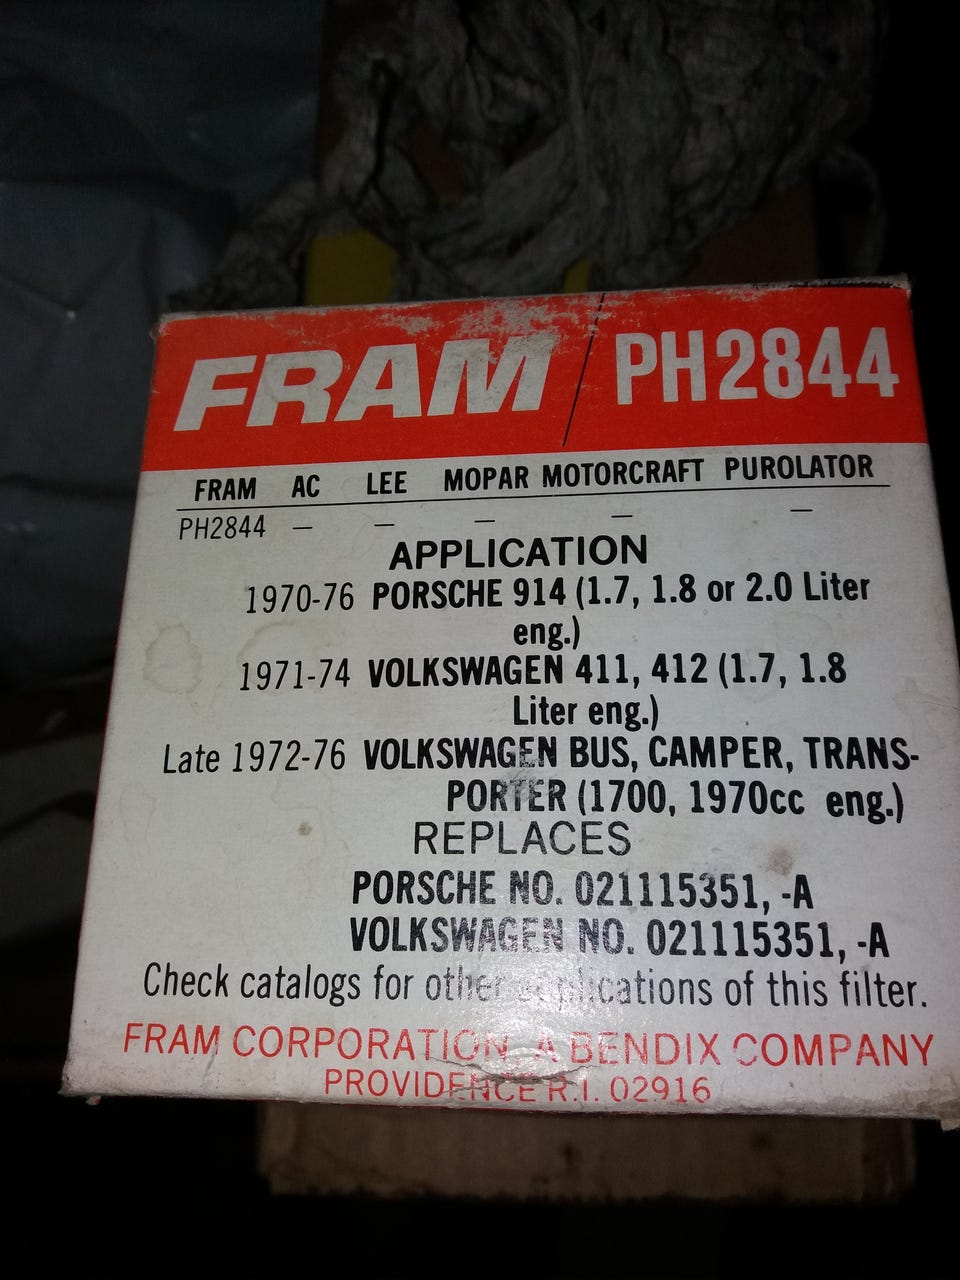 FRAM PH2844
FRAM AC LEE MOPAR MOTORCRAFT PUROLATOR
PH2844 — — — — —
APPLICATION
1970-76 PORSCHE 914 (1.7, 1.8 or 2.0 Liter
eng.)
1971-74 VOLKSWAGEN 411, 412 (1.7, 1.8
Liter eng.)
Late 1972-76 VOLKSWAGEN BUS, CAMPER, TRANS-
PORTER (1700, 1970cc eng.)
REPLACES
PORSCHE NO. 021115351, -A
VOLKSWAGEN NO. 021115351, -A
Check catalogs for other applications of this filter.
FRAM CORPORATION, A BENDIX COMPANY
PROVIDENCE R.I. 02916